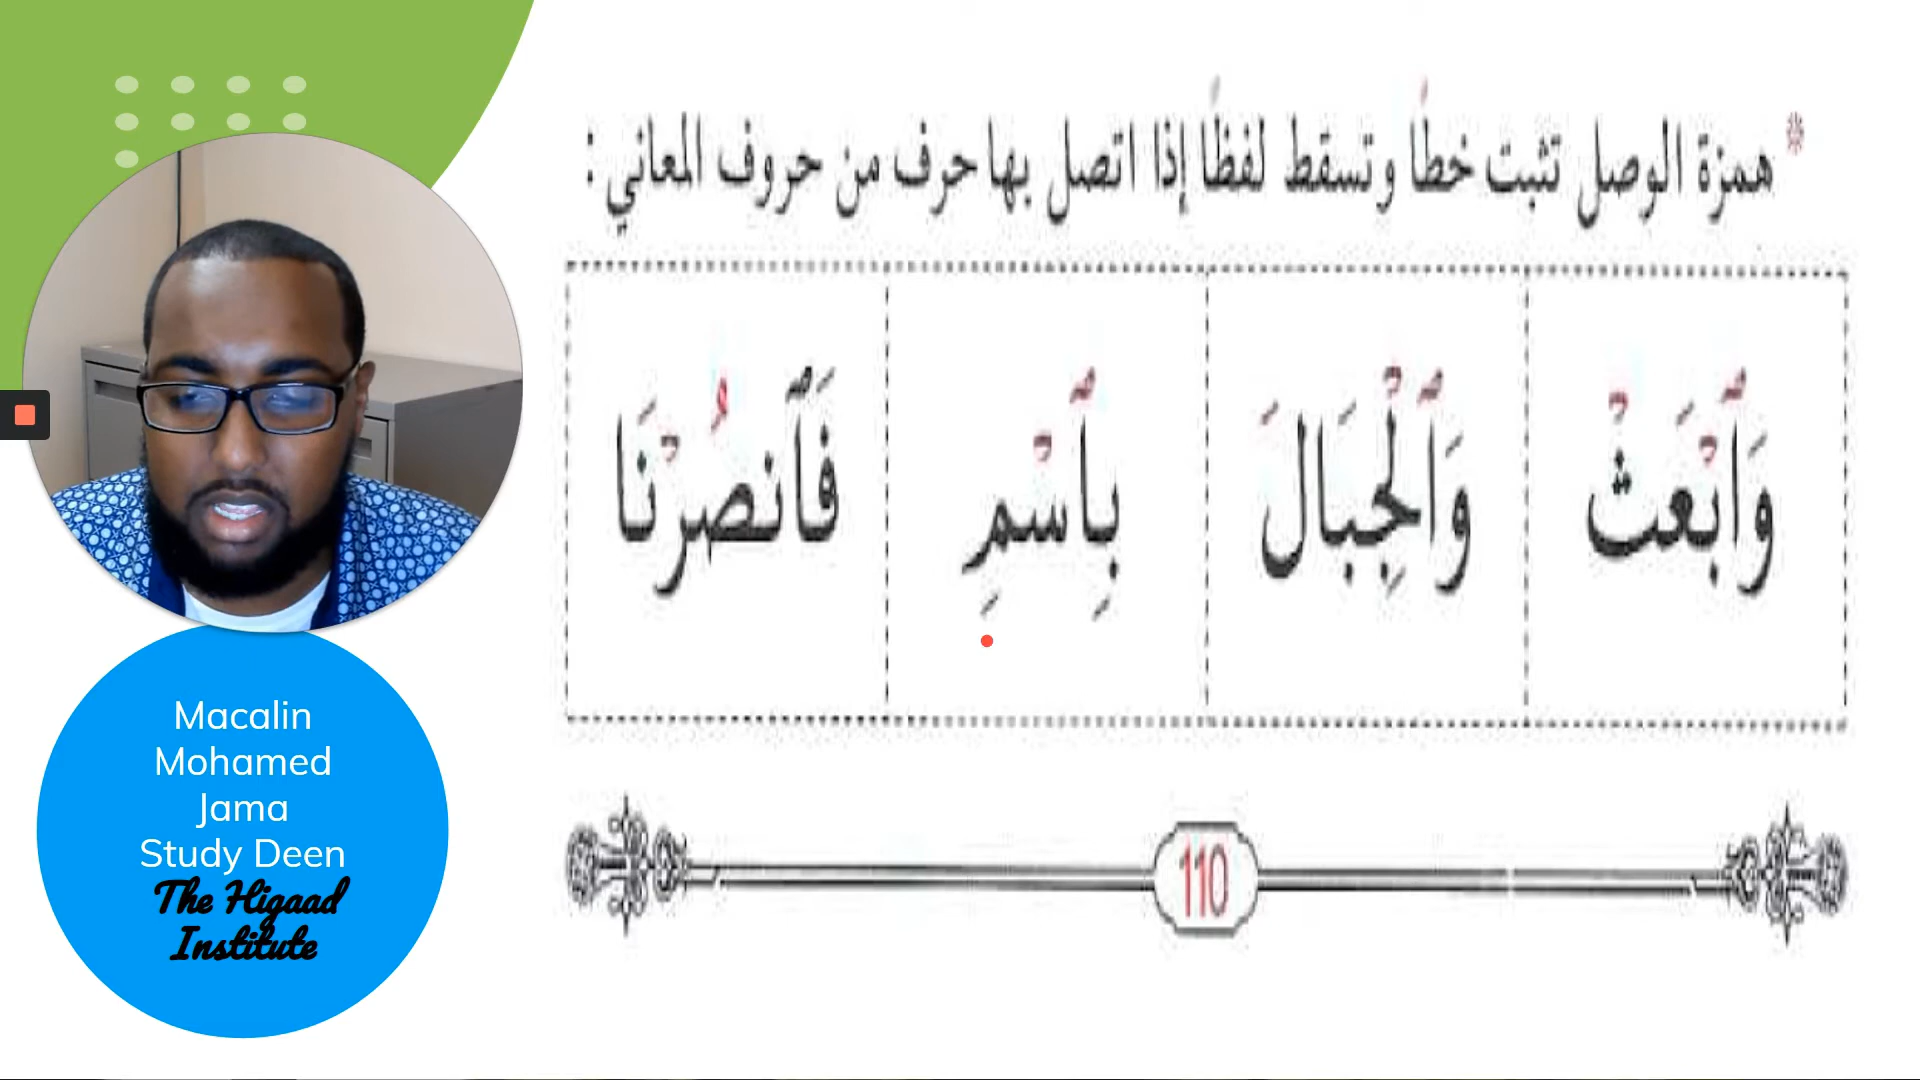 * همزة الوصل تثبت خطًا وتسقط لفظًا إذا اتصل بها حرف من حروف المعاني :
وَٱبْعَثْ وَٱلْجِبَالَ بِٱسْمِ فَٱنصُرْنَا
110
Macalin
Mohamed
Jama
Study Deen
The Higaad
Institute